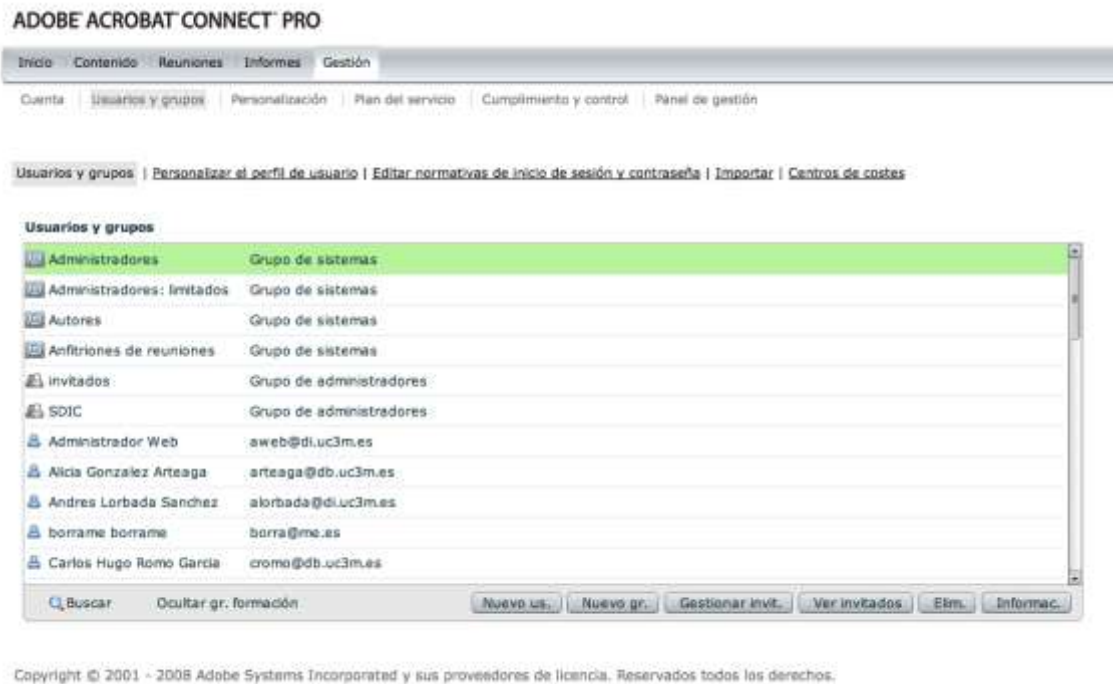 ADOBE ACROBAT CONNECT PRO
Inicio Contenido Reuniones Informes Gestión
Cuenta | Usuarios y grupos | Personalización | Plan del servicio | Cumplimiento y control | Panel de gestión
Usuarios y grupos | Personalizar el perfil de usuario | Editar normativas de inicio de sesión y contraseña | Importar | Centros de costes
Usuarios y grupos
Administradores Grupo de sistemas
Administradores: limitados Grupo de sistemas
Autores Grupo de sistemas
Anfitriones de reuniones Grupo de sistemas
invitados Grupo de administradores
SDIC Grupo de administradores
Administrador Web aweb@di.uc3m.es
Alicia Gonzalez Arteaga arteaga@db.uc3m.es
Andres Lorbada Sanchez alorbada@di.uc3m.es
borrame borrame borra@me.es
Carlos Hugo Romo Garcia cromo@db.uc3m.es
Buscar Ocultar gr. formación Nuevo us. Nuevo gr. Gestionar invit. Ver invitados Elim. Informac.
Copyright © 2001 - 2008 Adobe Systems Incorporated y sus proveedores de licencia. Reservados todos los derechos.